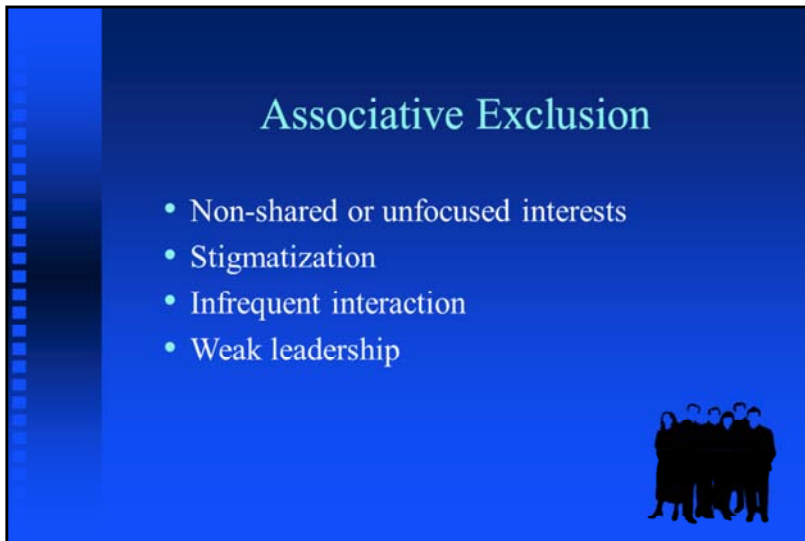 Associative Exclusion
• Non-shared or unfocused interests
• Stigmatization
• Infrequent interaction
• Weak leadership